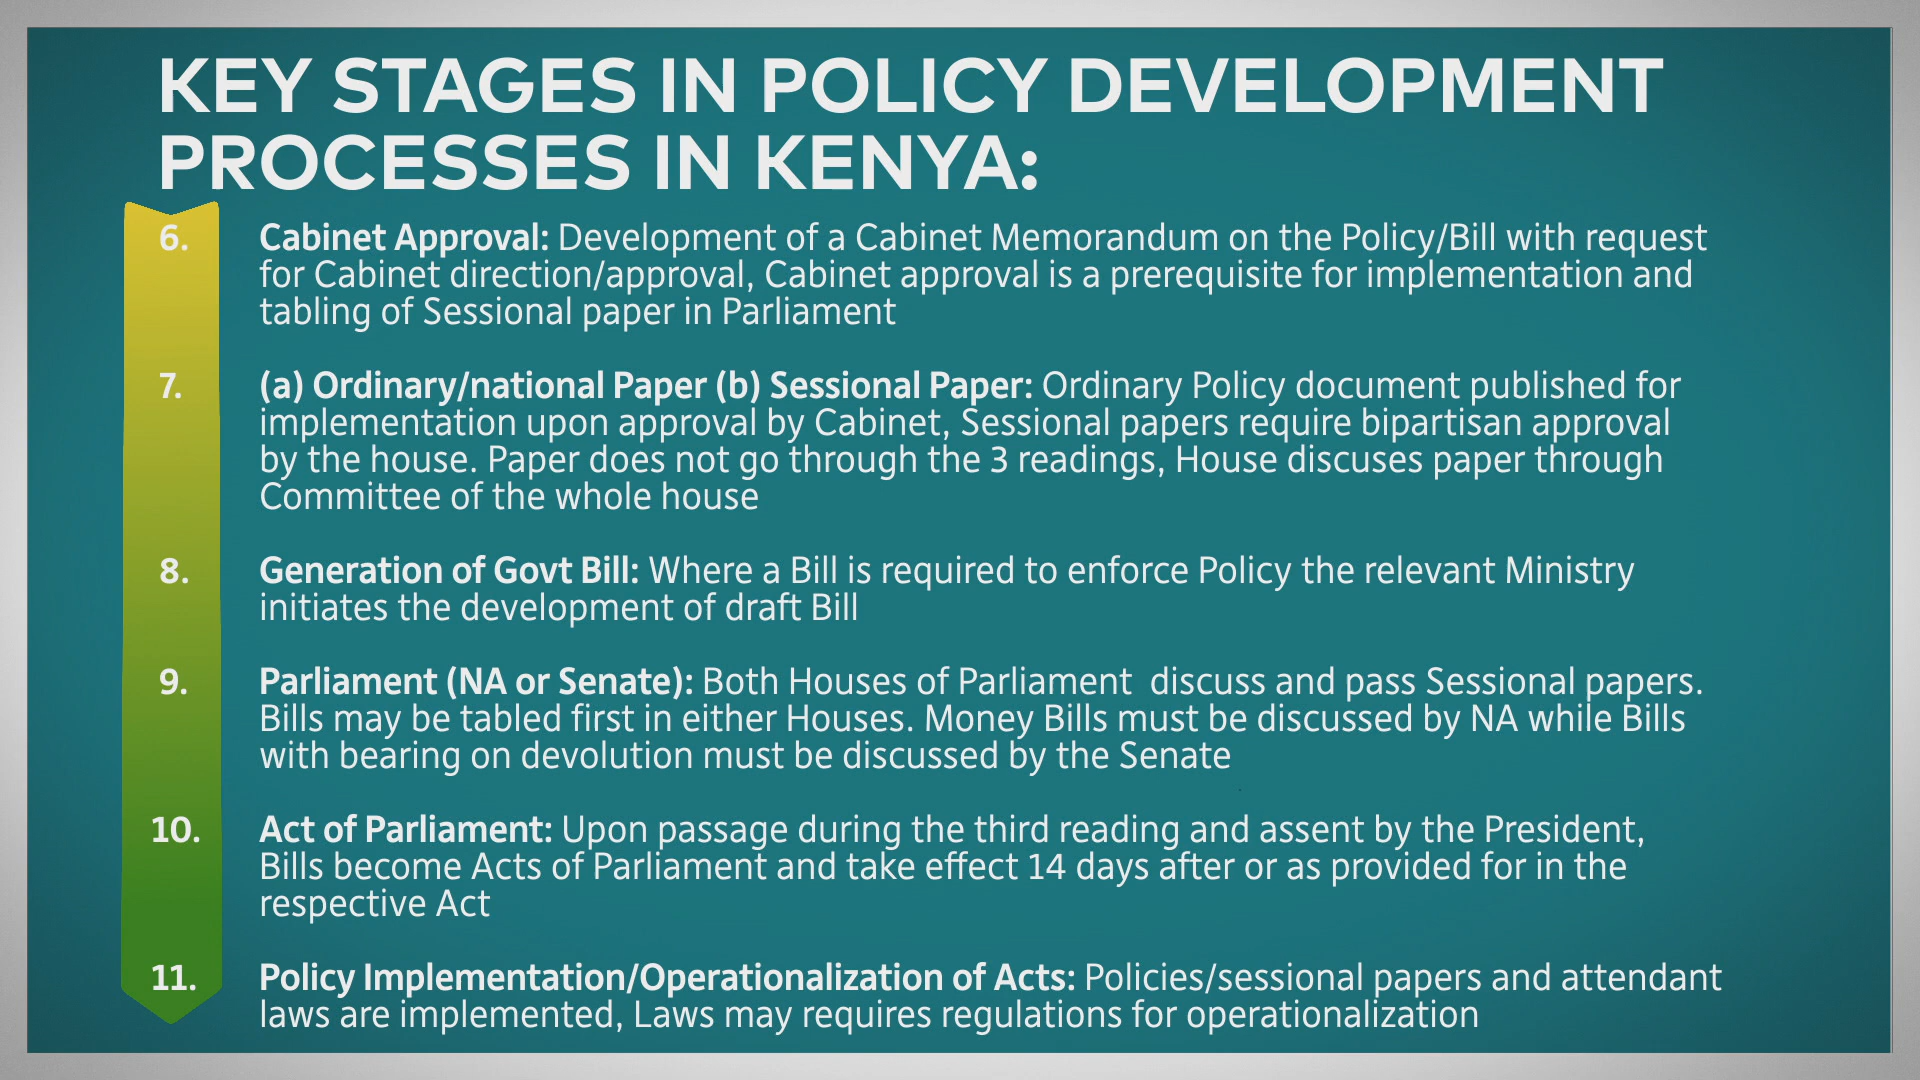 KEY STAGES IN POLICY DEVELOPMENT
PROCESSES IN KENYA:
6. Cabinet Approval: Development of a Cabinet Memorandum on the Policy/Bill with request
for Cabinet direction/approval, Cabinet approval is a prerequisite for implementation and
tabling of Sessional paper in Parliament
7. (a) Ordinary/national Paper (b) Sessional Paper: Ordinary Policy document published for
implementation upon approval by Cabinet, Sessional papers require bipartisan approval
by the house. Paper does not go through the 3 readings, House discuses paper through
Committee of the whole house
8. Generation of Govt Bill: Where a Bill is required to enforce Policy the relevant Ministry
initiates the development of draft Bill
9. Parliament (NA or Senate): Both Houses of Parliament  discuss and pass Sessional papers.
Bills may be tabled first in either Houses. Money Bills must be discussed by NA while Bills
with bearing on devolution must be discussed by the Senate
10. Act of Parliament: Upon passage during the third reading and assent by the President,
Bills become Acts of Parliament and take effect 14 days after or as provided for in the
respective Act
11. Policy Implementation/Operationalization of Acts: Policies/sessional papers and attendant
laws are implemented, Laws may requires regulations for operationalization